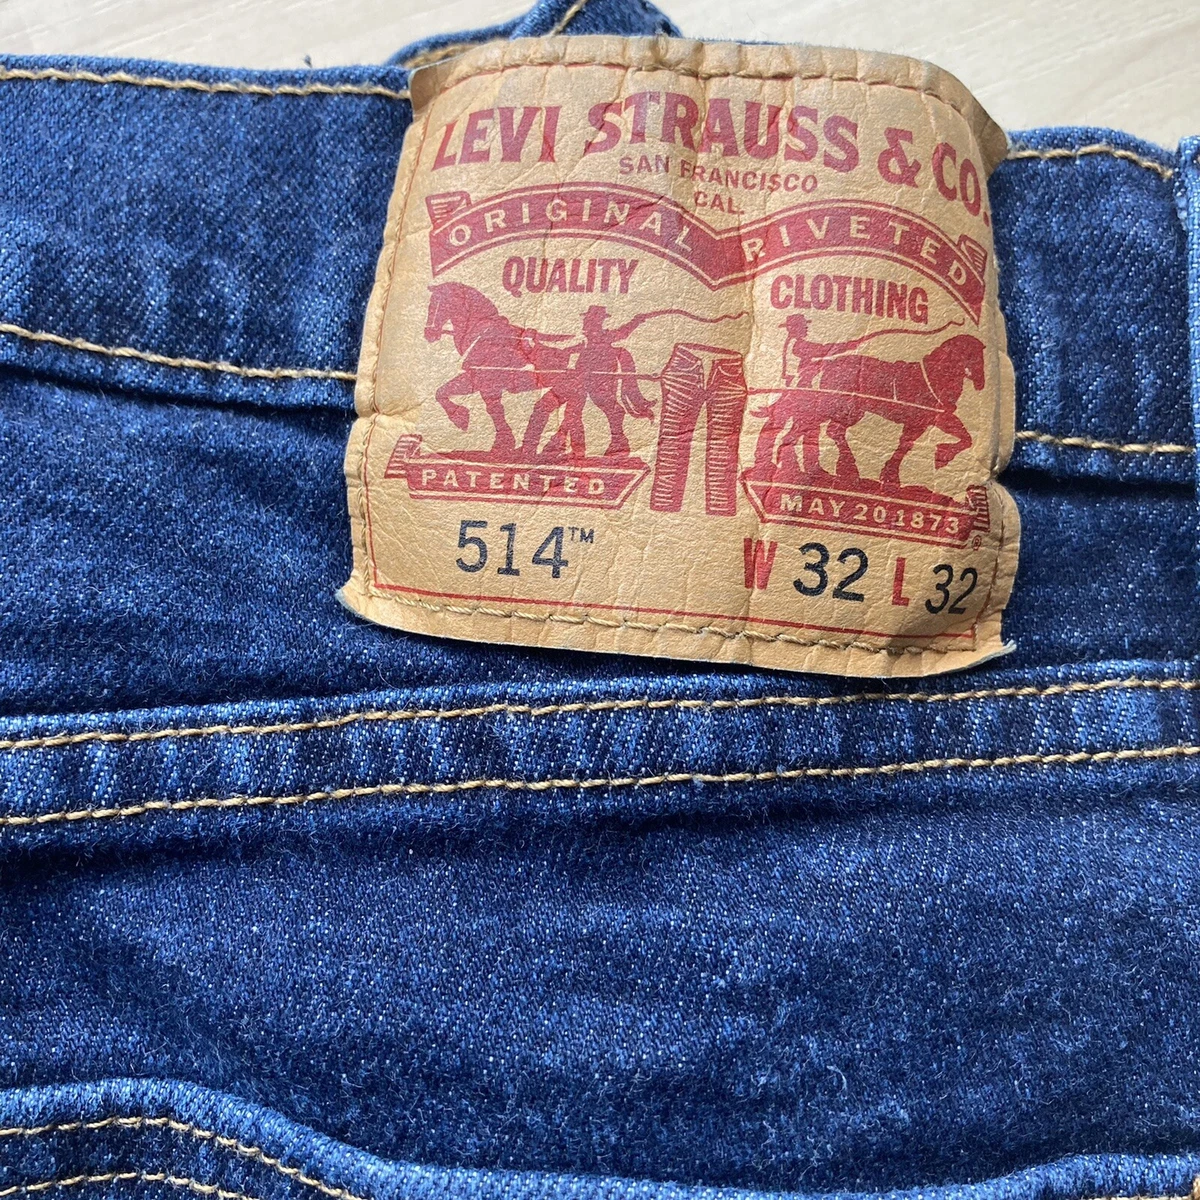 LEVI STRAUSS & CO.
SAN FRANCISCO
CAL.
ORIGINAL RIVETED
QUALITY CLOTHING
PATENTED MAY 20 1873
®
514™ W 32 L 32